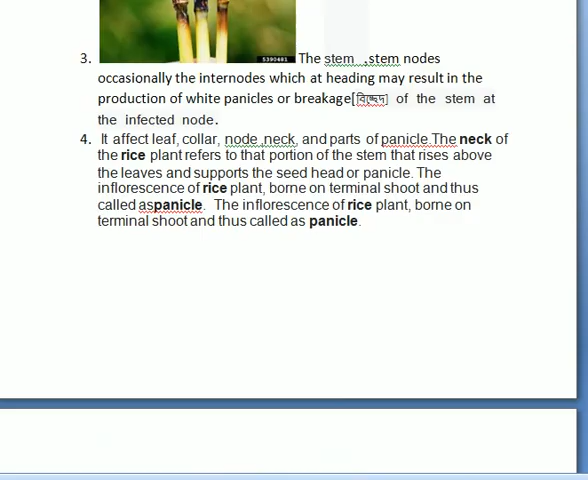 5390481
3. The stem ,stem nodes
occasionally the internodes which at heading may result in the
production of white panicles or breakage[বিচ্ছেদ] of the stem at
the infected node.
4. It affect leaf, collar, node ,neck, and parts of panicle.The neck of
the rice plant refers to that portion of the stem that rises above
the leaves and supports the seed head or panicle. The
inflorescence of rice plant, borne on terminal shoot and thus
called aspanicle. The inflorescence of rice plant, borne on
terminal shoot and thus called as panicle.